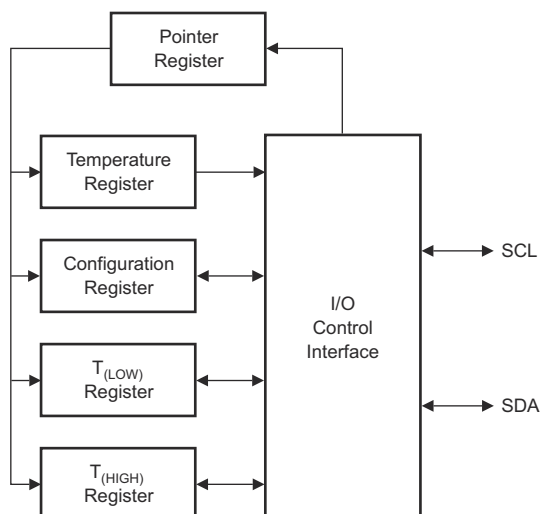 Pointer
Register
Temperature
Register
Configuration
Register
T(LOW)
Register
T(HIGH)
Register
I/O
Control
Interface
SCL
SDA